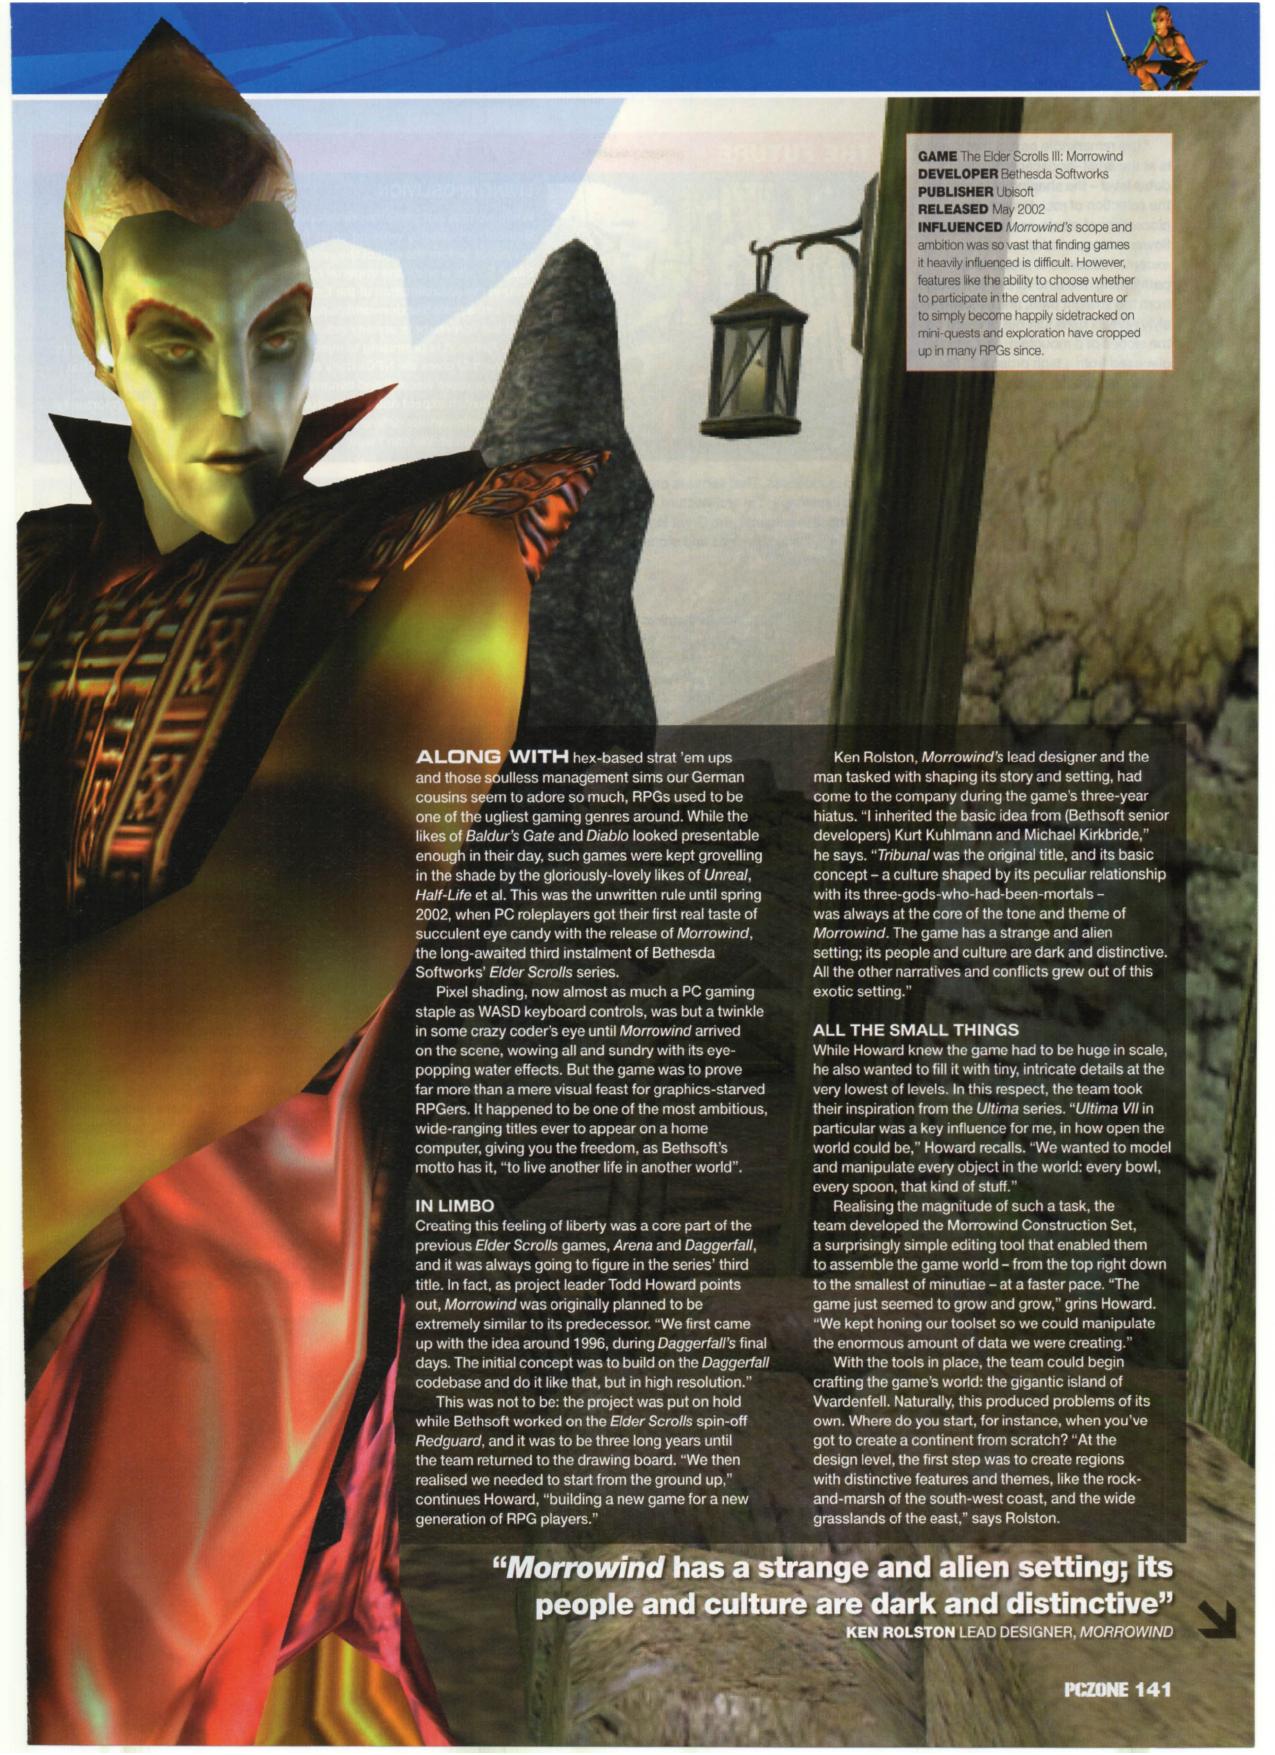 GAME The Elder Scrolls III: Morrowind
DEVELOPER Bethesda Softworks
PUBLISHER Ubisoft
RELEASED May 2002
INFLUENCED Morrowind's scope and
ambition was so vast that finding games
it heavily influenced is difficult. However,
features like the ability to choose whether
to participate in the central adventure or
to simply become happily sidetracked on
mini-quests and exploration have cropped
up in many RPGs since.
ALONG WITH hex-based strat 'em ups
and those soulless management sims our German
cousins seem to adore so much, RPGs used to be
one of the ugliest gaming genres around. While the
likes of Baldur's Gate and Diablo looked presentable
enough in their day, such games were kept grovelling
in the shade by the gloriously-lovely likes of Unreal,
Half-Life et al. This was the unwritten rule until spring
2002, when PC roleplayers got their first real taste of
succulent eye candy with the release of Morrowind,
the long-awaited third instalment of Bethesda
Softworks' Elder Scrolls series.
Pixel shading, now almost as much a PC gaming
staple as WASD keyboard controls, was but a twinkle
in some crazy coder's eye until Morrowind arrived
on the scene, wowing all and sundry with its eye-
popping water effects. But the game was to prove
far more than a mere visual feast for graphics-starved
RPGers. It happened to be one of the most ambitious,
wide-ranging titles ever to appear on a home
computer, giving you the freedom, as Bethsoft's
motto has it, "to live another life in another world".
IN LIMBO
Creating this feeling of liberty was a core part of the
previous Elder Scrolls games, Arena and Daggerfall,
and it was always going to figure in the series' third
title. In fact, as project leader Todd Howard points
out, Morrowind was originally planned to be
extremely similar to its predecessor. "We first came
up with the idea around 1996, during Daggerfall's final
days. The initial concept was to build on the Daggerfall
codebase and do it like that, but in high resolution."
This was not to be: the project was put on hold
while Bethsoft worked on the Elder Scrolls spin-off
Redguard, and it was to be three long years until
the team returned to the drawing board. "We then
realised we needed to start from the ground up,"
continues Howard, "building a new game for a new
generation of RPG players."
Ken Rolston, Morrowind's lead designer and the
man tasked with shaping its story and setting, had
come to the company during the game's three-year
hiatus. "I inherited the basic idea from (Bethsoft senior
developers) Kurt Kuhlmann and Michael Kirkbride,"
he says. "Tribunal was the original title, and its basic
concept – a culture shaped by its peculiar relationship
with its three-gods-who-had-been-mortals –
was always at the core of the tone and theme of
Morrowind. The game has a strange and alien
setting; its people and culture are dark and distinctive.
All the other narratives and conflicts grew out of this
exotic setting."
ALL THE SMALL THINGS
While Howard knew the game had to be huge in scale,
he also wanted to fill it with tiny, intricate details at the
very lowest of levels. In this respect, the team took
their inspiration from the Ultima series. "Ultima VII in
particular was a key influence for me, in how open the
world could be," Howard recalls. "We wanted to model
and manipulate every object in the world: every bowl,
every spoon, that kind of stuff."
Realising the magnitude of such a task, the
team developed the Morrowind Construction Set,
a surprisingly simple editing tool that enabled them
to assemble the game world – from the top right down
to the smallest of minutiae – at a faster pace. "The
game just seemed to grow and grow," grins Howard.
"We kept honing our toolset so we could manipulate
the enormous amount of data we were creating."
With the tools in place, the team could begin
crafting the game's world: the gigantic island of
Vvardenfell. Naturally, this produced problems of its
own. Where do you start, for instance, when you've
got to create a continent from scratch? "At the
design level, the first step was to create regions
with distinctive features and themes, like the rock-
and-marsh of the south-west coast, and the wide
grasslands of the east," says Rolston.
"Morrowind has a strange and alien setting; its
people and culture are dark and distinctive"
KEN ROLSTON LEAD DESIGNER, MORROWIND
PCZONE 141